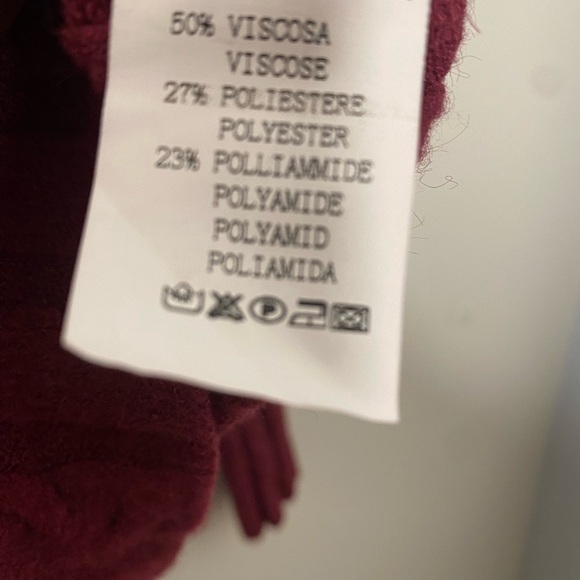 50% VISCOSA
VISCOSE
27% POLIESTERE
POLYESTER
23% POLLIAMMIDE
POLYAMIDE
POLYAMID
POLIAMIDA
P